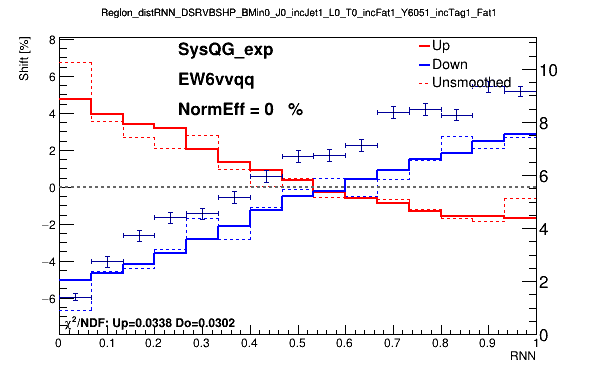 Region_distRNN_DSRVBSHP_BMin0_J0_incJet1_L0_T0_incFat1_Y6051_incTag1_Fat1
Shift [%]
SysQG_exp
EW6vvqq
NormEff = 0 %
Up
Down
Unsmoothed
8
6
4
2
0
−2
−4
−6
10
8
6
4
2
0
χ²/NDF: Up=0.0338 Do=0.0302
0 0.1 0.2 0.3 0.4 0.5 0.6 0.7 0.8 0.9 1
RNN